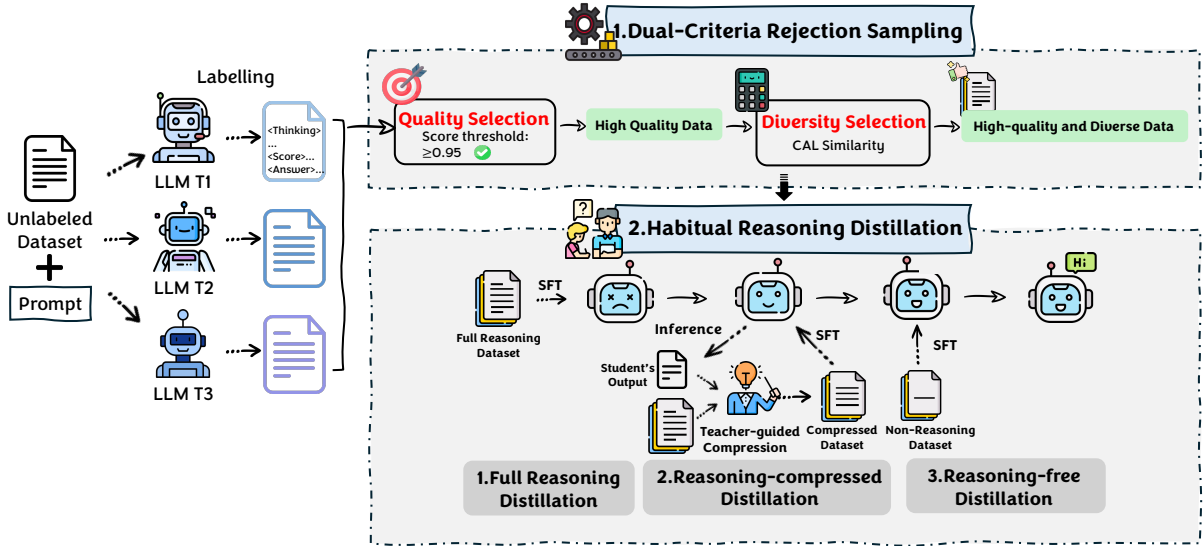 1.Dual-Criteria Rejection Sampling
Labelling
Unlabeled
Dataset
Prompt
LLM T1
LLM T2
LLM T3
<Thinking>
...
<Score>...
<Answer>...
Quality Selection
Score threshold:
≥0.95
High Quality Data
Diversity Selection
CAL Similarity
High-quality and Diverse Data
2.Habitual Reasoning Distillation
Full Reasoning
Dataset
SFT
Inference
Student's
Output
Teacher-guided
Compression
SFT
Compressed
Dataset
SFT
Non-Reasoning
Dataset
Hi
?
1.Full Reasoning
Distillation
2.Reasoning-compressed
Distillation
3.Reasoning-free
Distillation